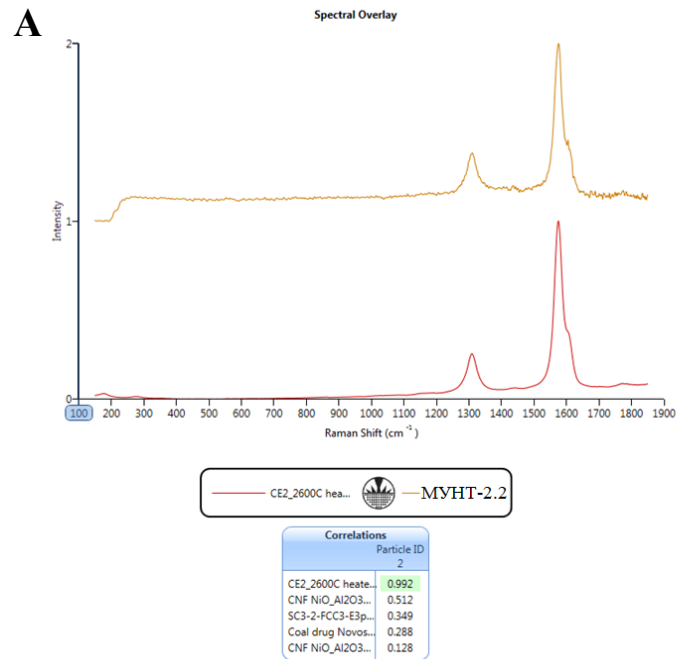 A
Spectral Overlay
2
1
0
Intensity
100 200 300 400 500 600 700 800 900 1000 1100 1200 1300 1400 1500 1600 1700 1800 1900
Raman Shift (cm⁻¹)
CE2_2600C hea... МУНТ-2.2
Correlations
Particle ID
2
CE2_2600C heate... 0.992
CNF NiO_Al2O3... 0.512
SC3-2-FCC3-E3p... 0.349
Coal drug Novos... 0.288
CNF NiO_Al2O3... 0.128